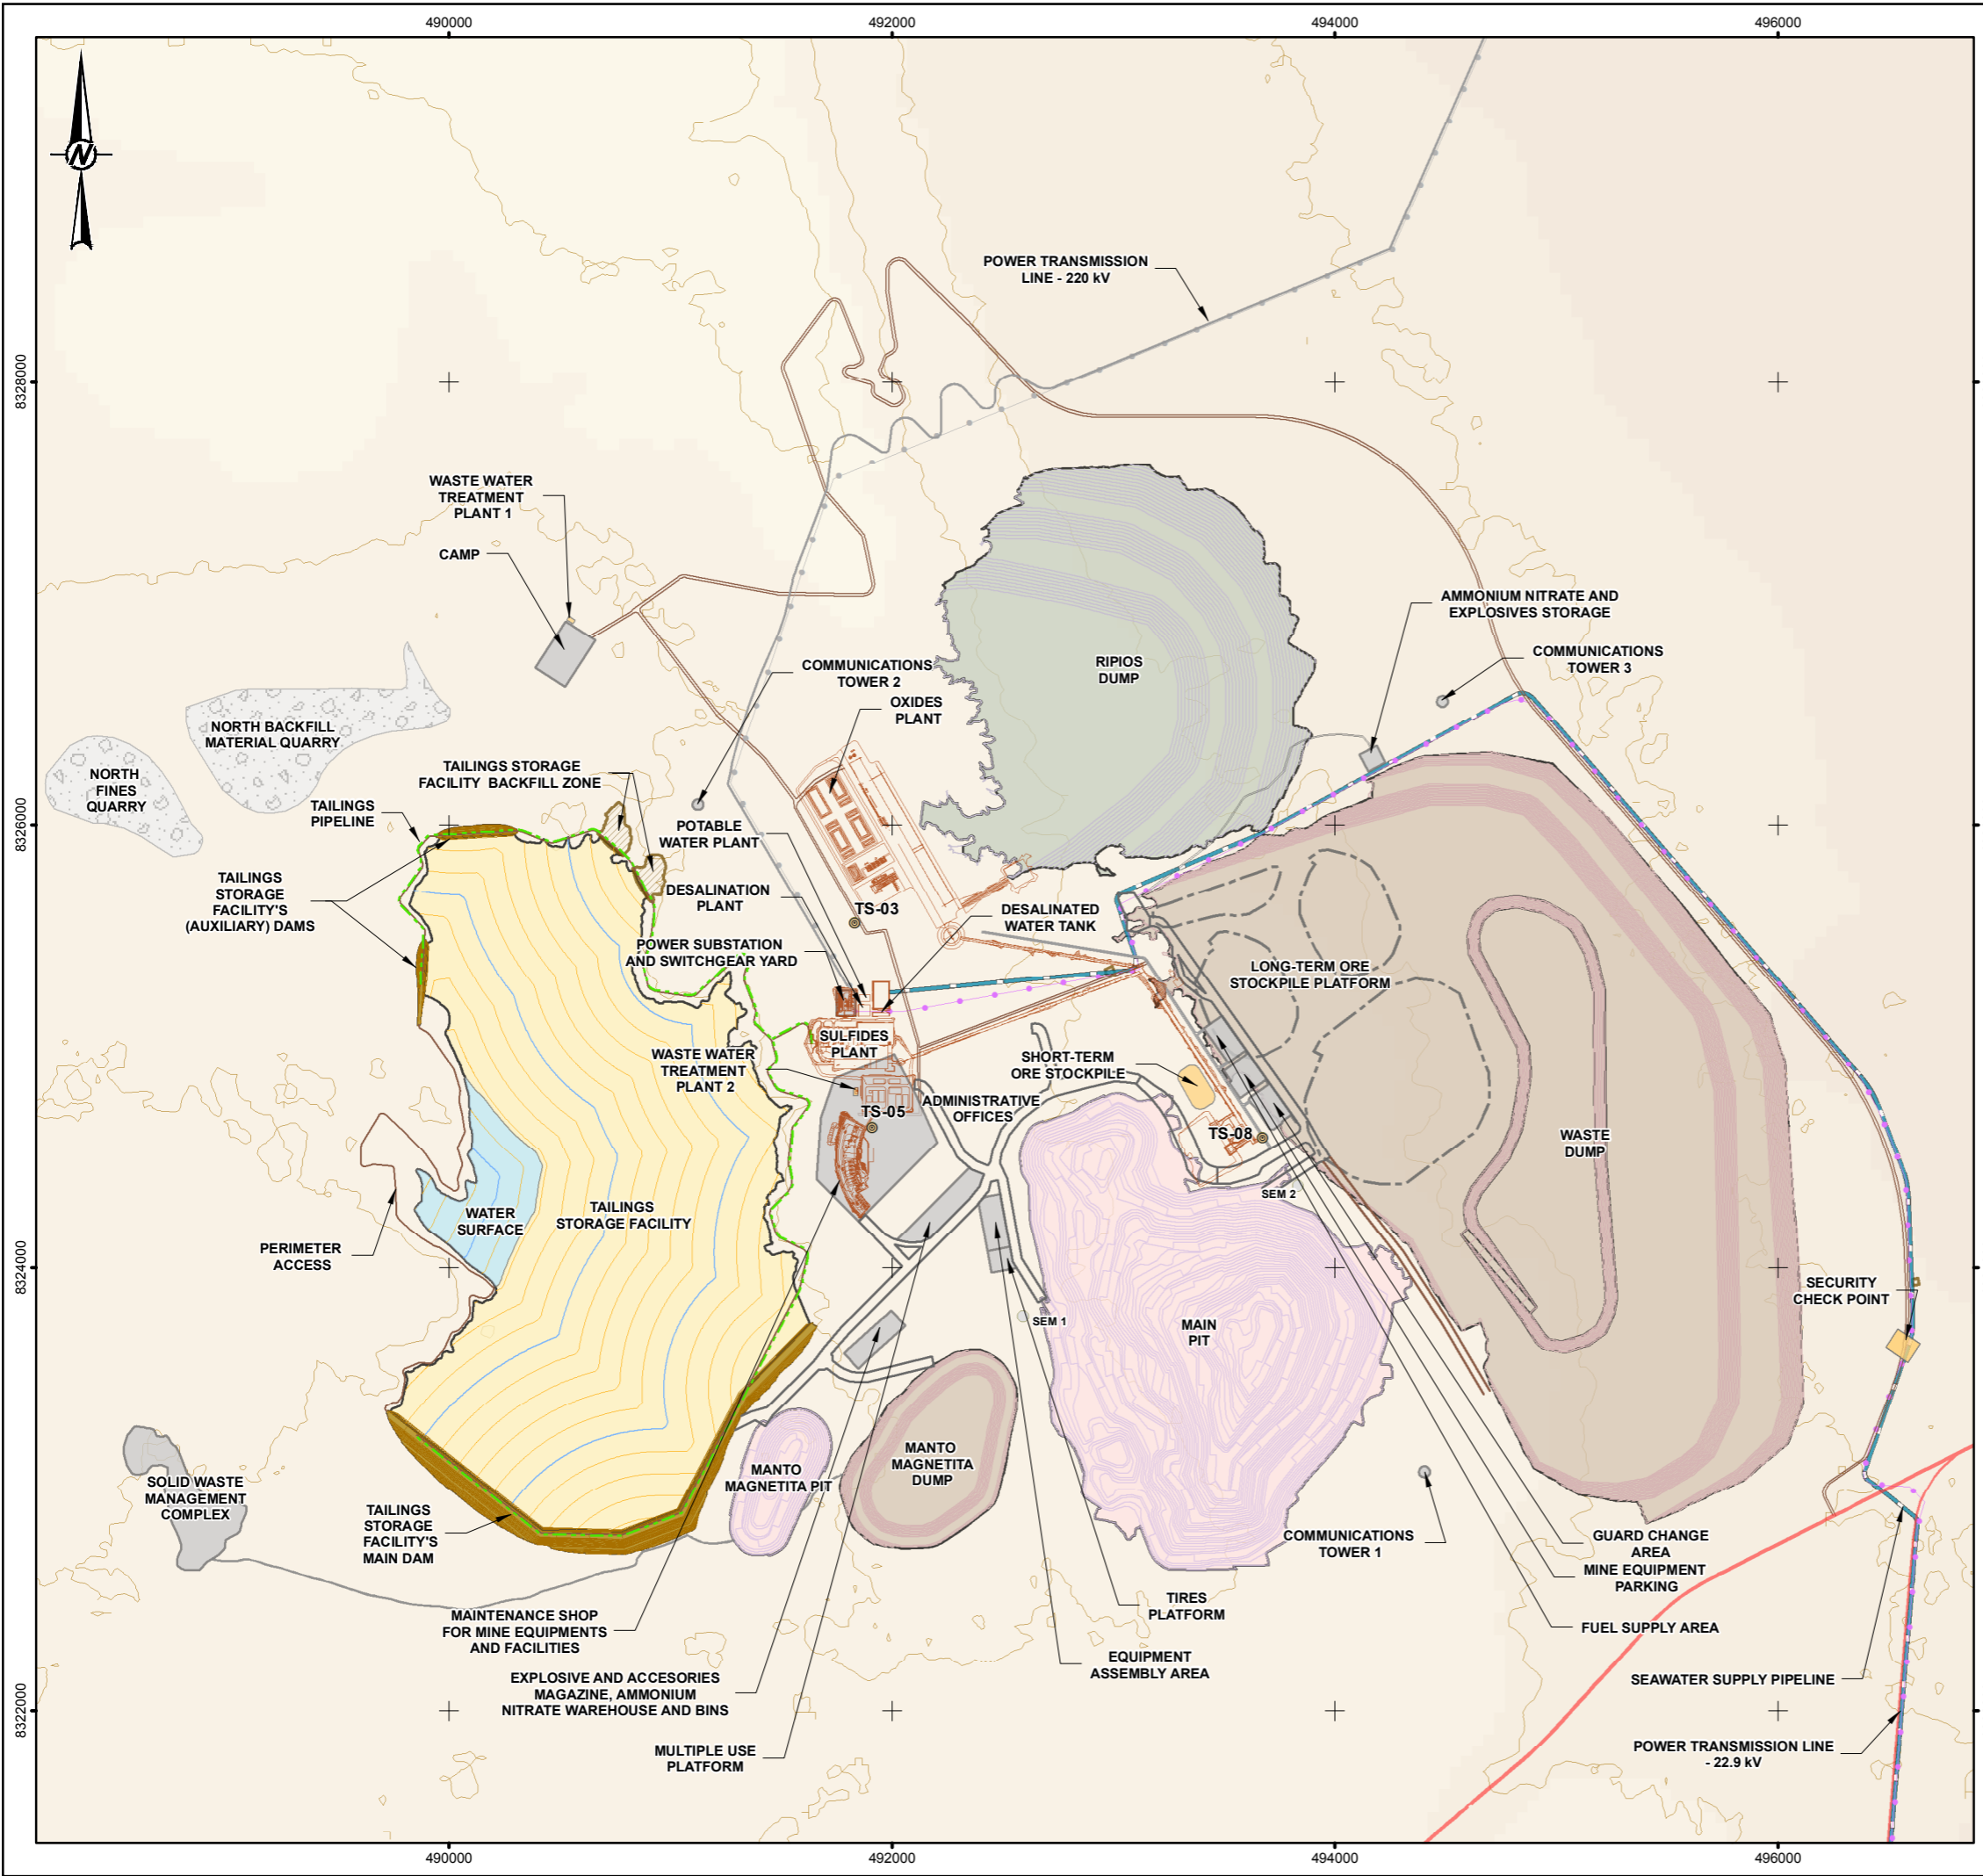 490000
492000
494000
496000
N
POWER TRANSMISSION
LINE - 220 kV
8328000
WASTE WATER
TREATMENT
PLANT 1
CAMP
AMMONIUM NITRATE AND
EXPLOSIVES STORAGE
COMMUNICATIONS
TOWER 3
COMMUNICATIONS
TOWER 2
RIPIOS
DUMP
OXIDES
PLANT
NORTH BACKFILL
MATERIAL QUARRY
NORTH
FINES
QUARRY
TAILINGS STORAGE
FACILITY BACKFILL ZONE
TAILINGS
PIPELINE
8326000
POTABLE
WATER PLANT
TAILINGS
STORAGE
FACILITY'S
(AUXILIARY) DAMS
DESALINATION
PLANT
TS-03
DESALINATED
WATER TANK
POWER SUBSTATION
AND SWITCHGEAR YARD
LONG-TERM ORE
STOCKPILE PLATFORM
SULFIDES
PLANT
WASTE WATER
TREATMENT
PLANT 2
SHORT-TERM
ORE STOCKPILE
ADMINISTRATIVE
OFFICES
TS-05
TS-08
WASTE
DUMP
SEM 2
WATER
SURFACE
TAILINGS
STORAGE FACILITY
PERIMETER
ACCESS
8324000
SECURITY
CHECK POINT
SEM 1
MAIN
PIT
MANTO
MAGNETITA PIT
MANTO
MAGNETITA
DUMP
SOLID WASTE
MANAGEMENT
COMPLEX
TAILINGS
STORAGE
FACILITY'S
MAIN DAM
COMMUNICATIONS
TOWER 1
GUARD CHANGE
AREA
MINE EQUIPMENT
PARKING
TIRES
PLATFORM
MAINTENANCE SHOP
FOR MINE EQUIPMENTS
AND FACILITIES
FUEL SUPPLY AREA
EQUIPMENT
ASSEMBLY AREA
EXPLOSIVE AND ACCESORIES
MAGAZINE, AMMONIUM
NITRATE WAREHOUSE AND BINS
SEAWATER SUPPLY PIPELINE
8322000
MULTIPLE USE
PLATFORM
POWER TRANSMISSION LINE
- 22.9 kV
490000
492000
494000
496000